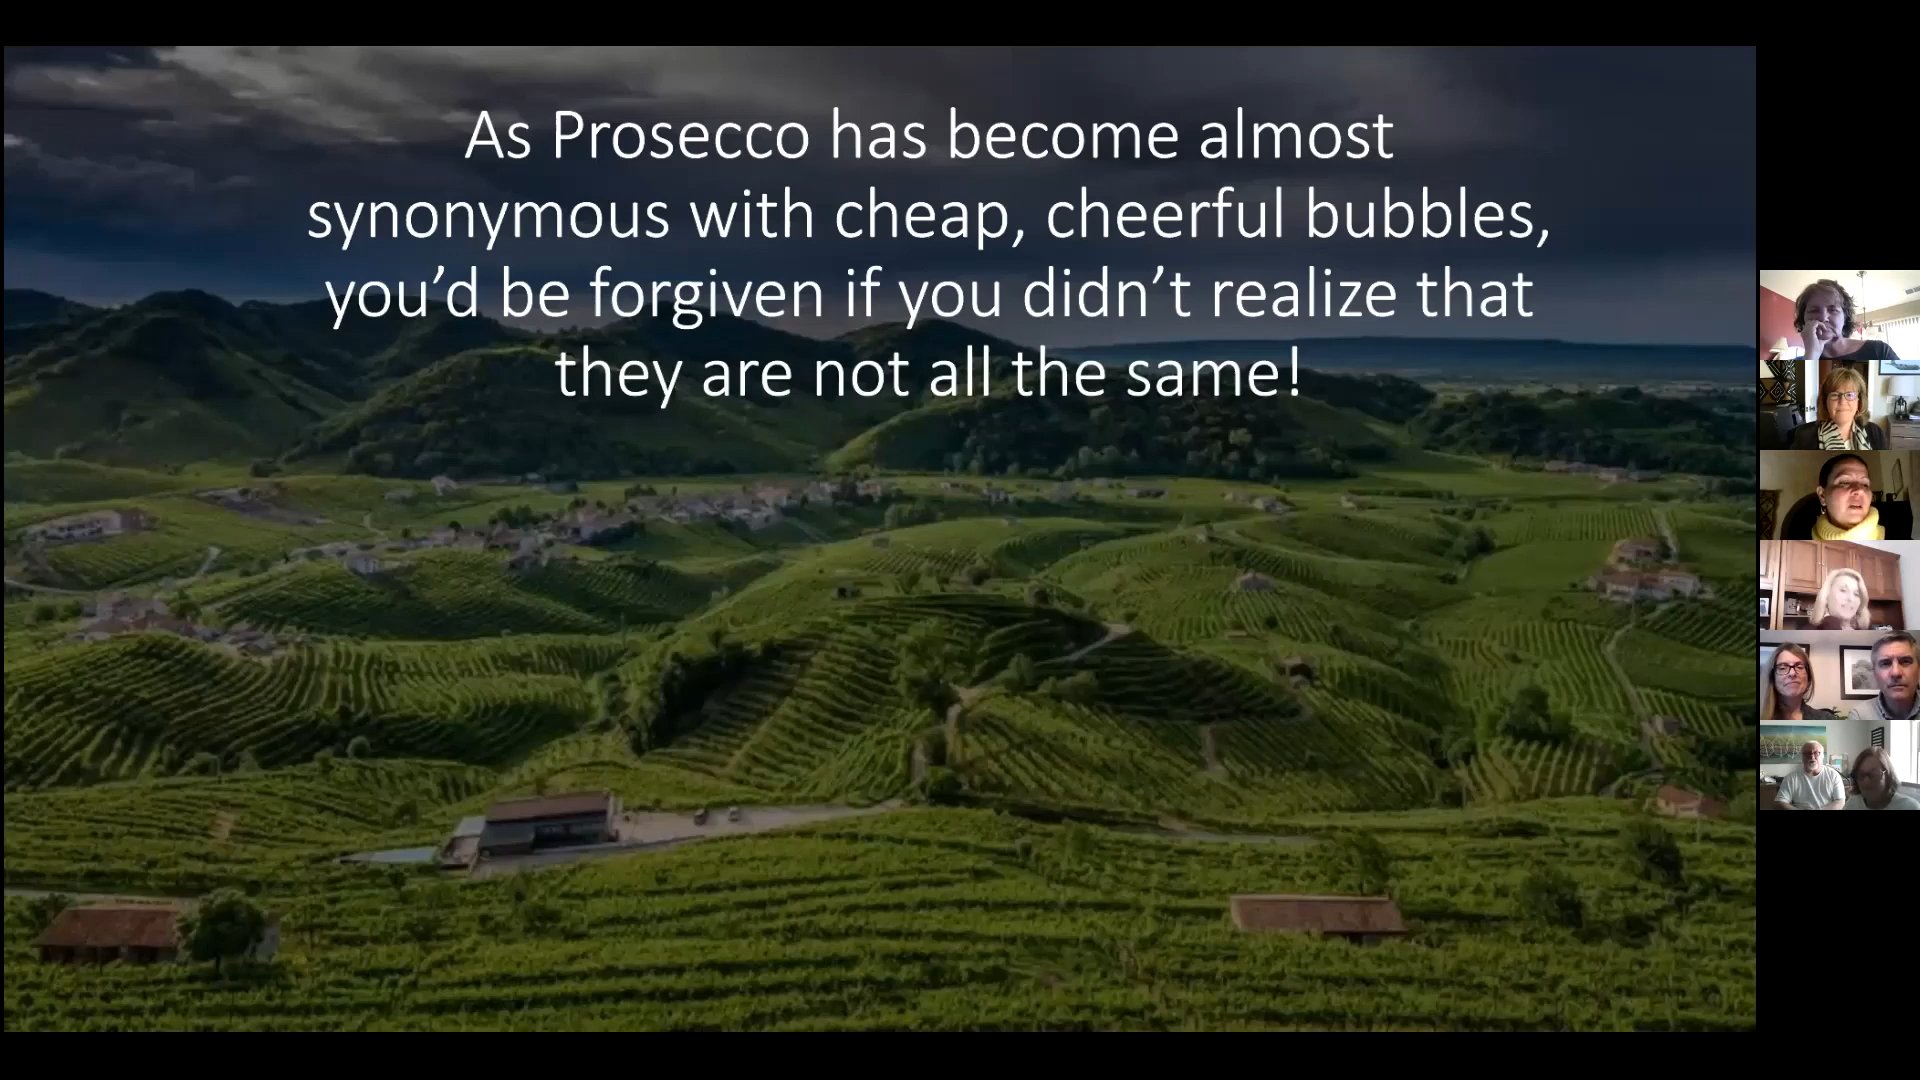 As Prosecco has become almost
synonymous with cheap, cheerful bubbles,
you’d be forgiven if you didn’t realize that
they are not all the same!